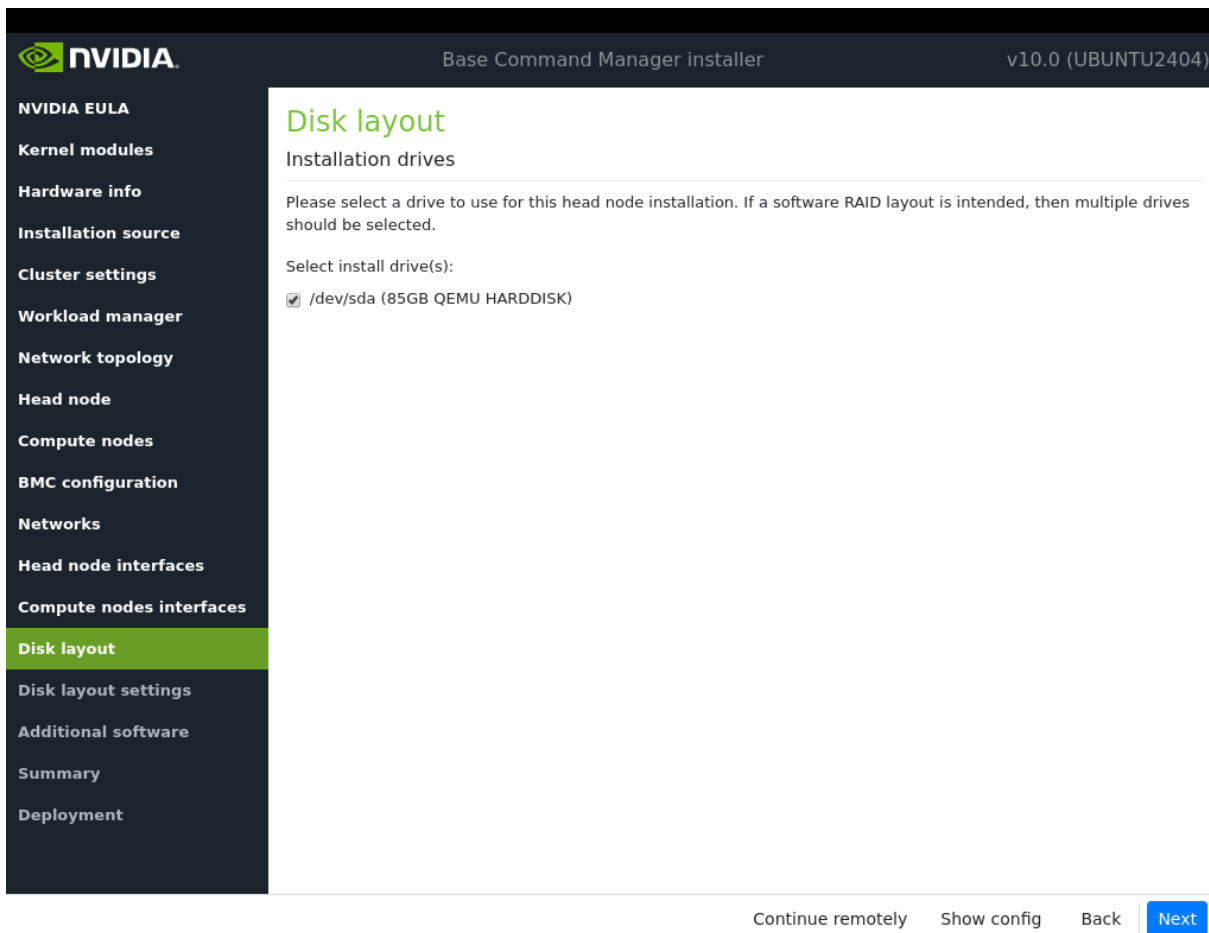 NVIDIA.
Base Command Manager installer
v10.0 (UBUNTU2404)
NVIDIA EULA
Kernel modules
Hardware info
Installation source
Cluster settings
Workload manager
Network topology
Head node
Compute nodes
BMC configuration
Networks
Head node interfaces
Compute nodes interfaces
Disk layout
Disk layout settings
Additional software
Summary
Deployment
Disk layout
Installation drives
Please select a drive to use for this head node installation. If a software RAID layout is intended, then multiple drives
should be selected.
Select install drive(s):
/dev/sda (85GB QEMU HARDDISK)
Continue remotely
Show config
Back
Next